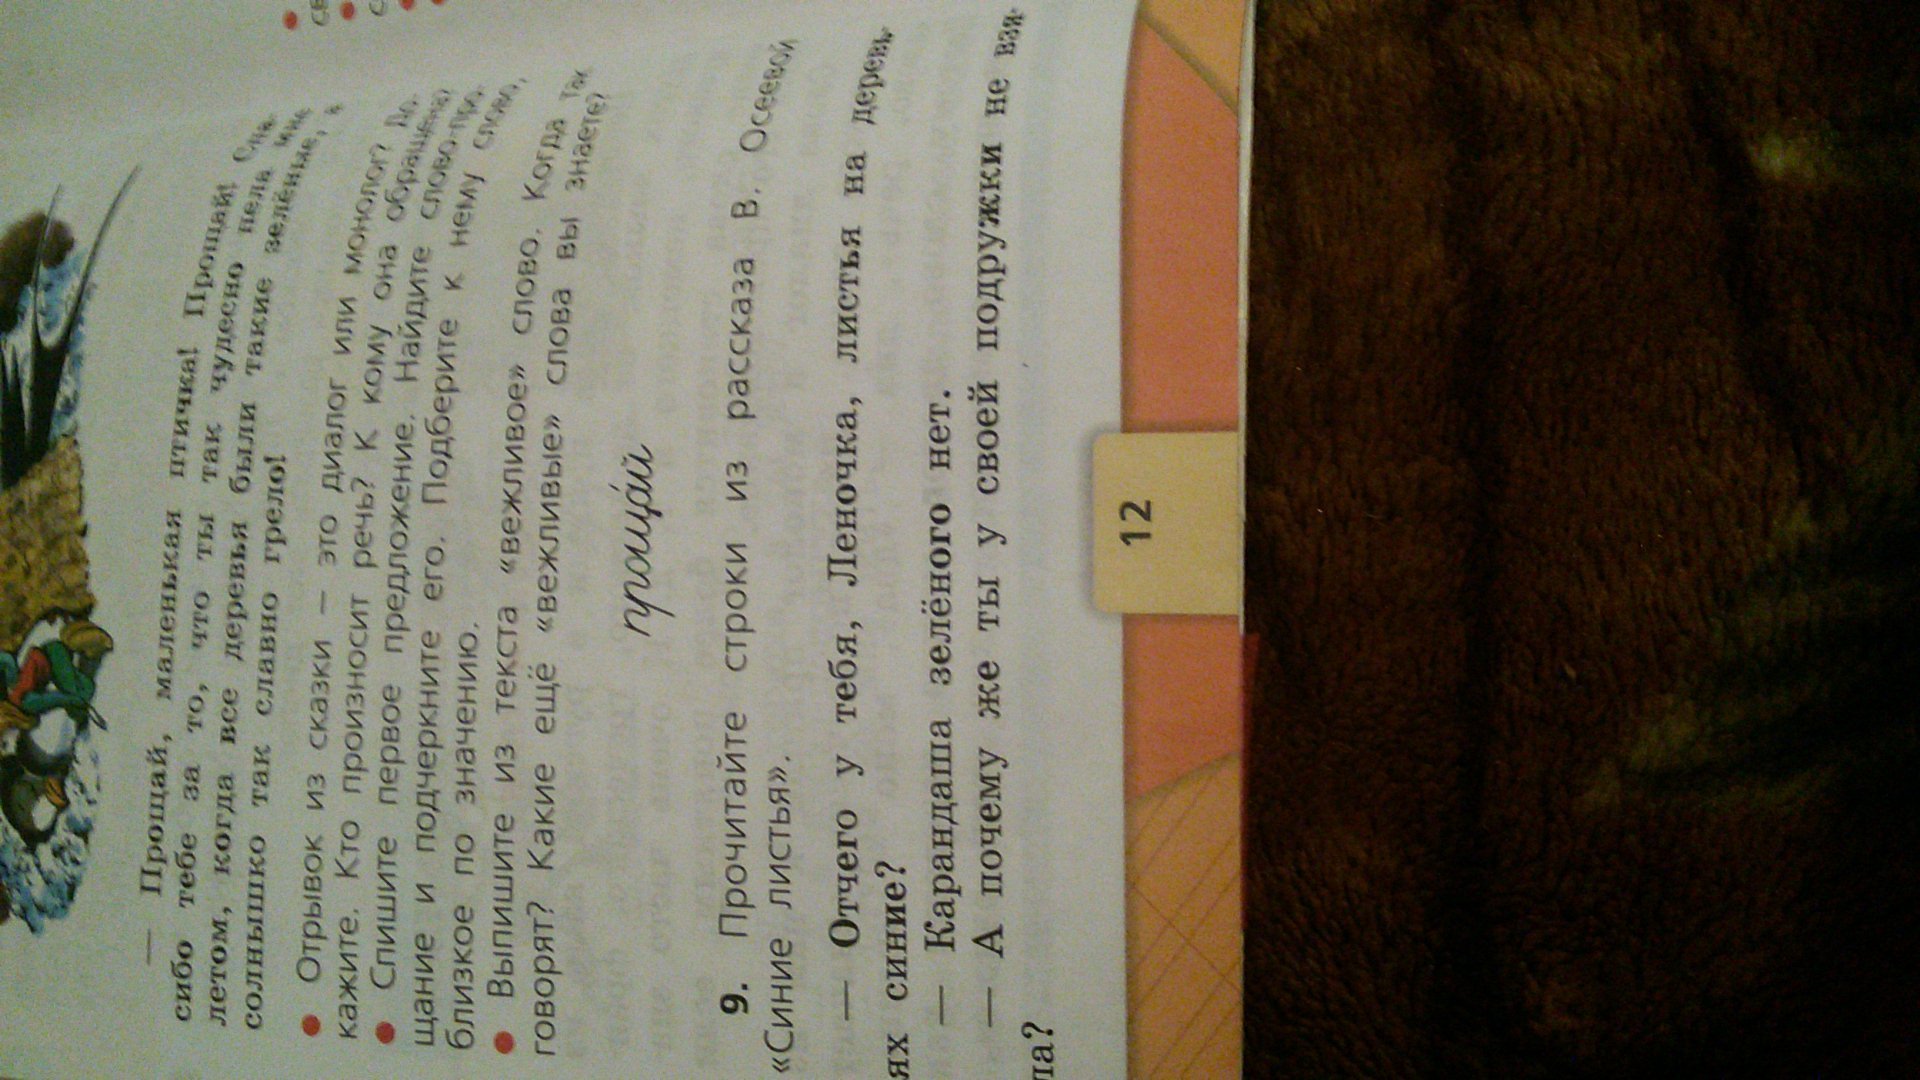 — Прощай, маленькая птичка! Прощай! Спа-
сибо тебе за то, что ты так чудесно пела мне
летом, когда все деревья были такие зелёные, а
солнышко так славно грело!
● Отрывок из сказки — это диалог или монолог? До-
кажите. Кто произносит речь? К кому она обращена?
● Спишите первое предложение. Найдите слово-про-
щание и подчеркните его. Подберите к нему слово,
близкое по значению.
● Выпишите из текста «вежливое» слово. Когда так
говорят? Какие ещё «вежливые» слова вы знаете?
прощáй
9. Прочитайте строки из рассказа В. Осеевой
«Синие листья».
— Отчего у тебя, Леночка, листья на деревь-
ях синие?
— Карандаша зелёного нет.
— А почему же ты у своей подружки не взя-
ла?
12